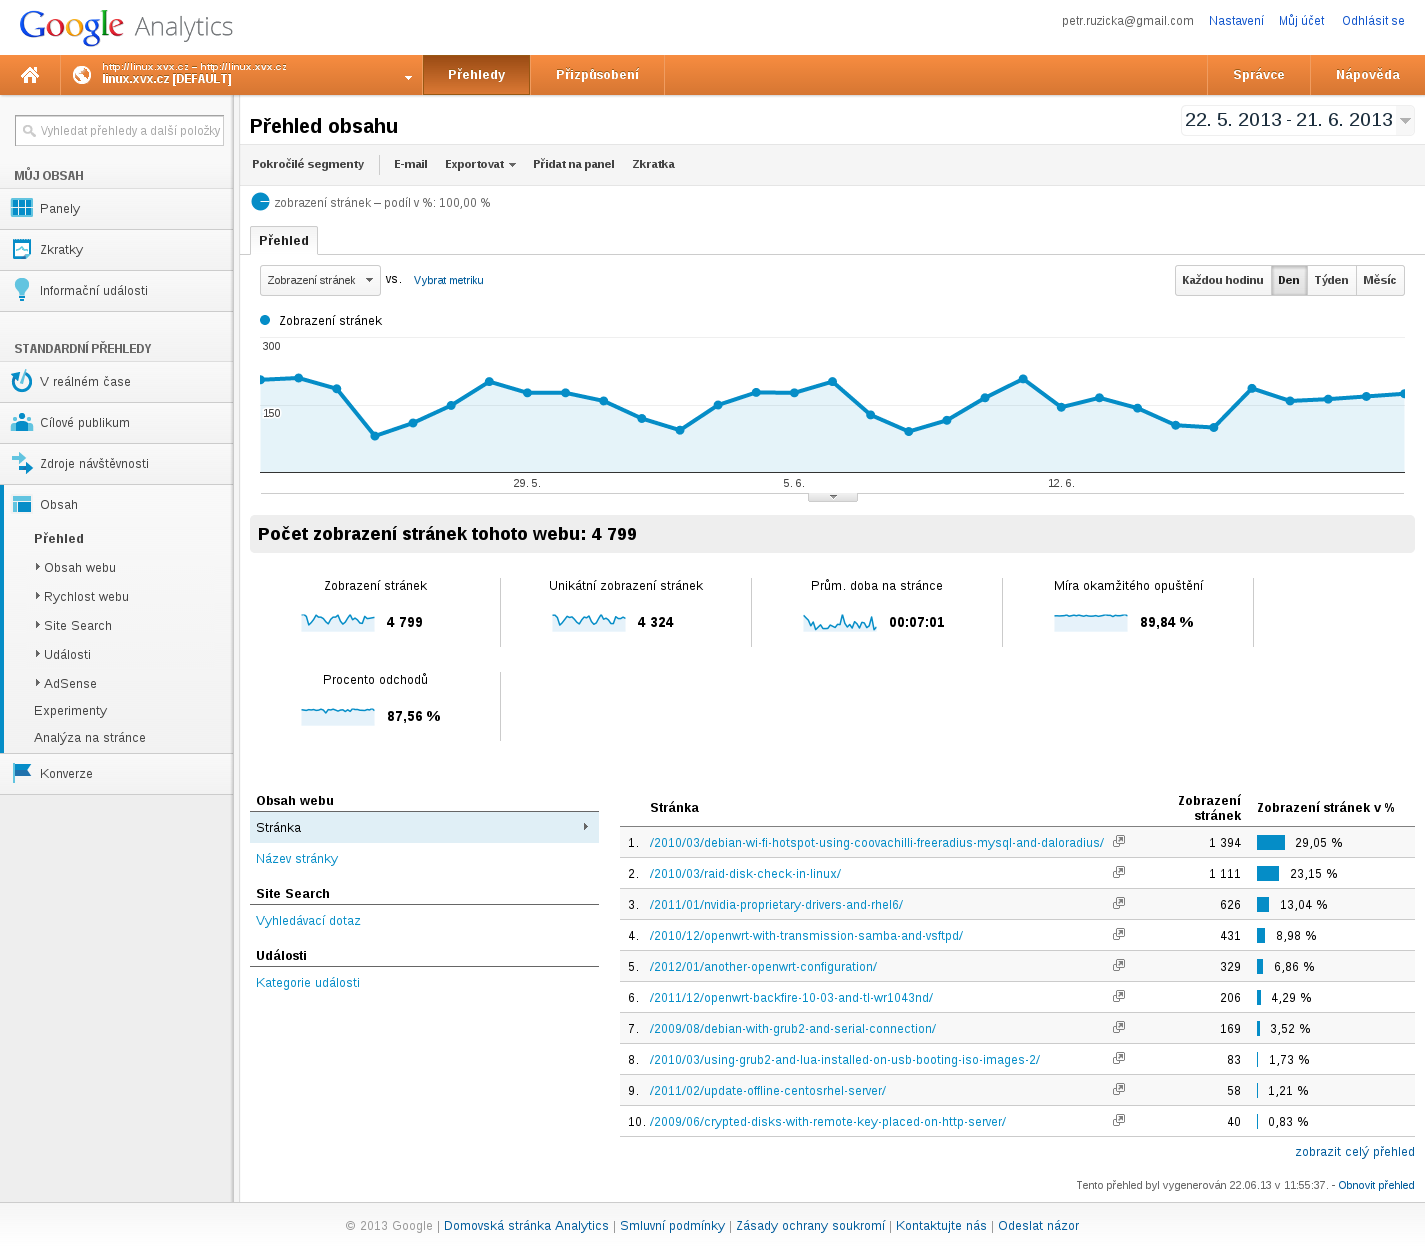 Google Analytics
petr.ruzicka@gmail.com Nastavení Můj účet Odhlásit se
http://linux.xvx.cz – http://linux.xvx.cz
linux.xvx.cz [DEFAULT]
Přehledy Přizpůsobení Správce Nápověda
Vyhledat přehledy a další položky
MŮJ OBSAH
Panely
Zkratky
Informační události
STANDARDNÍ PŘEHLEDY
V reálném čase
Cílové publikum
Zdroje návštěvnosti
Obsah
Přehled
Obsah webu
Rychlost webu
Site Search
Události
AdSense
Experimenty
Analýza na stránce
Konverze
Přehled obsahu
22. 5. 2013 - 21. 6. 2013
Pokročilé segmenty E-mail Exportovat Přidat na panel Zkratka
zobrazení stránek – podíl v %: 100,00 %
Přehled
Zobrazení stránek vs. Vybrat metriku
Každou hodinu Den Týden Měsíc
Zobrazení stránek
300
150
29. 5. 5. 6. 12. 6.
Počet zobrazení stránek tohoto webu: 4 799
Zobrazení stránek
4 799
Unikátní zobrazení stránek
4 324
Prům. doba na stránce
00:07:01
Míra okamžitého opuštění
89,84 %
Procento odchodů
87,56 %
Obsah webu
Stránka
Název stránky
Site Search
Vyhledávací dotaz
Události
Kategorie události
Stránka Zobrazení stránek Zobrazení stránek v %
1. /2010/03/debian-wi-fi-hotspot-using-coovachilli-freeradius-mysql-and-daloradius/ 1 394 29,05 %
2. /2010/03/raid-disk-check-in-linux/ 1 111 23,15 %
3. /2011/01/nvidia-proprietary-drivers-and-rhel6/ 626 13,04 %
4. /2010/12/openwrt-with-transmission-samba-and-vsftpd/ 431 8,98 %
5. /2012/01/another-openwrt-configuration/ 329 6,86 %
6. /2011/12/openwrt-backfire-10-03-and-tl-wr1043nd/ 206 4,29 %
7. /2009/08/debian-with-grub2-and-serial-connection/ 169 3,52 %
8. /2010/03/using-grub2-and-lua-installed-on-usb-booting-iso-images-2/ 83 1,73 %
9. /2011/02/update-offline-centosrhel-server/ 58 1,21 %
10. /2009/06/crypted-disks-with-remote-key-placed-on-http-server/ 40 0,83 %
zobrazit celý přehled
Tento přehled byl vygenerován 22.06.13 v 11:55:37. - Obnovit přehled
© 2013 Google | Domovská stránka Analytics | Smluvní podmínky | Zásady ochrany soukromí | Kontaktujte nás | Odeslat názor